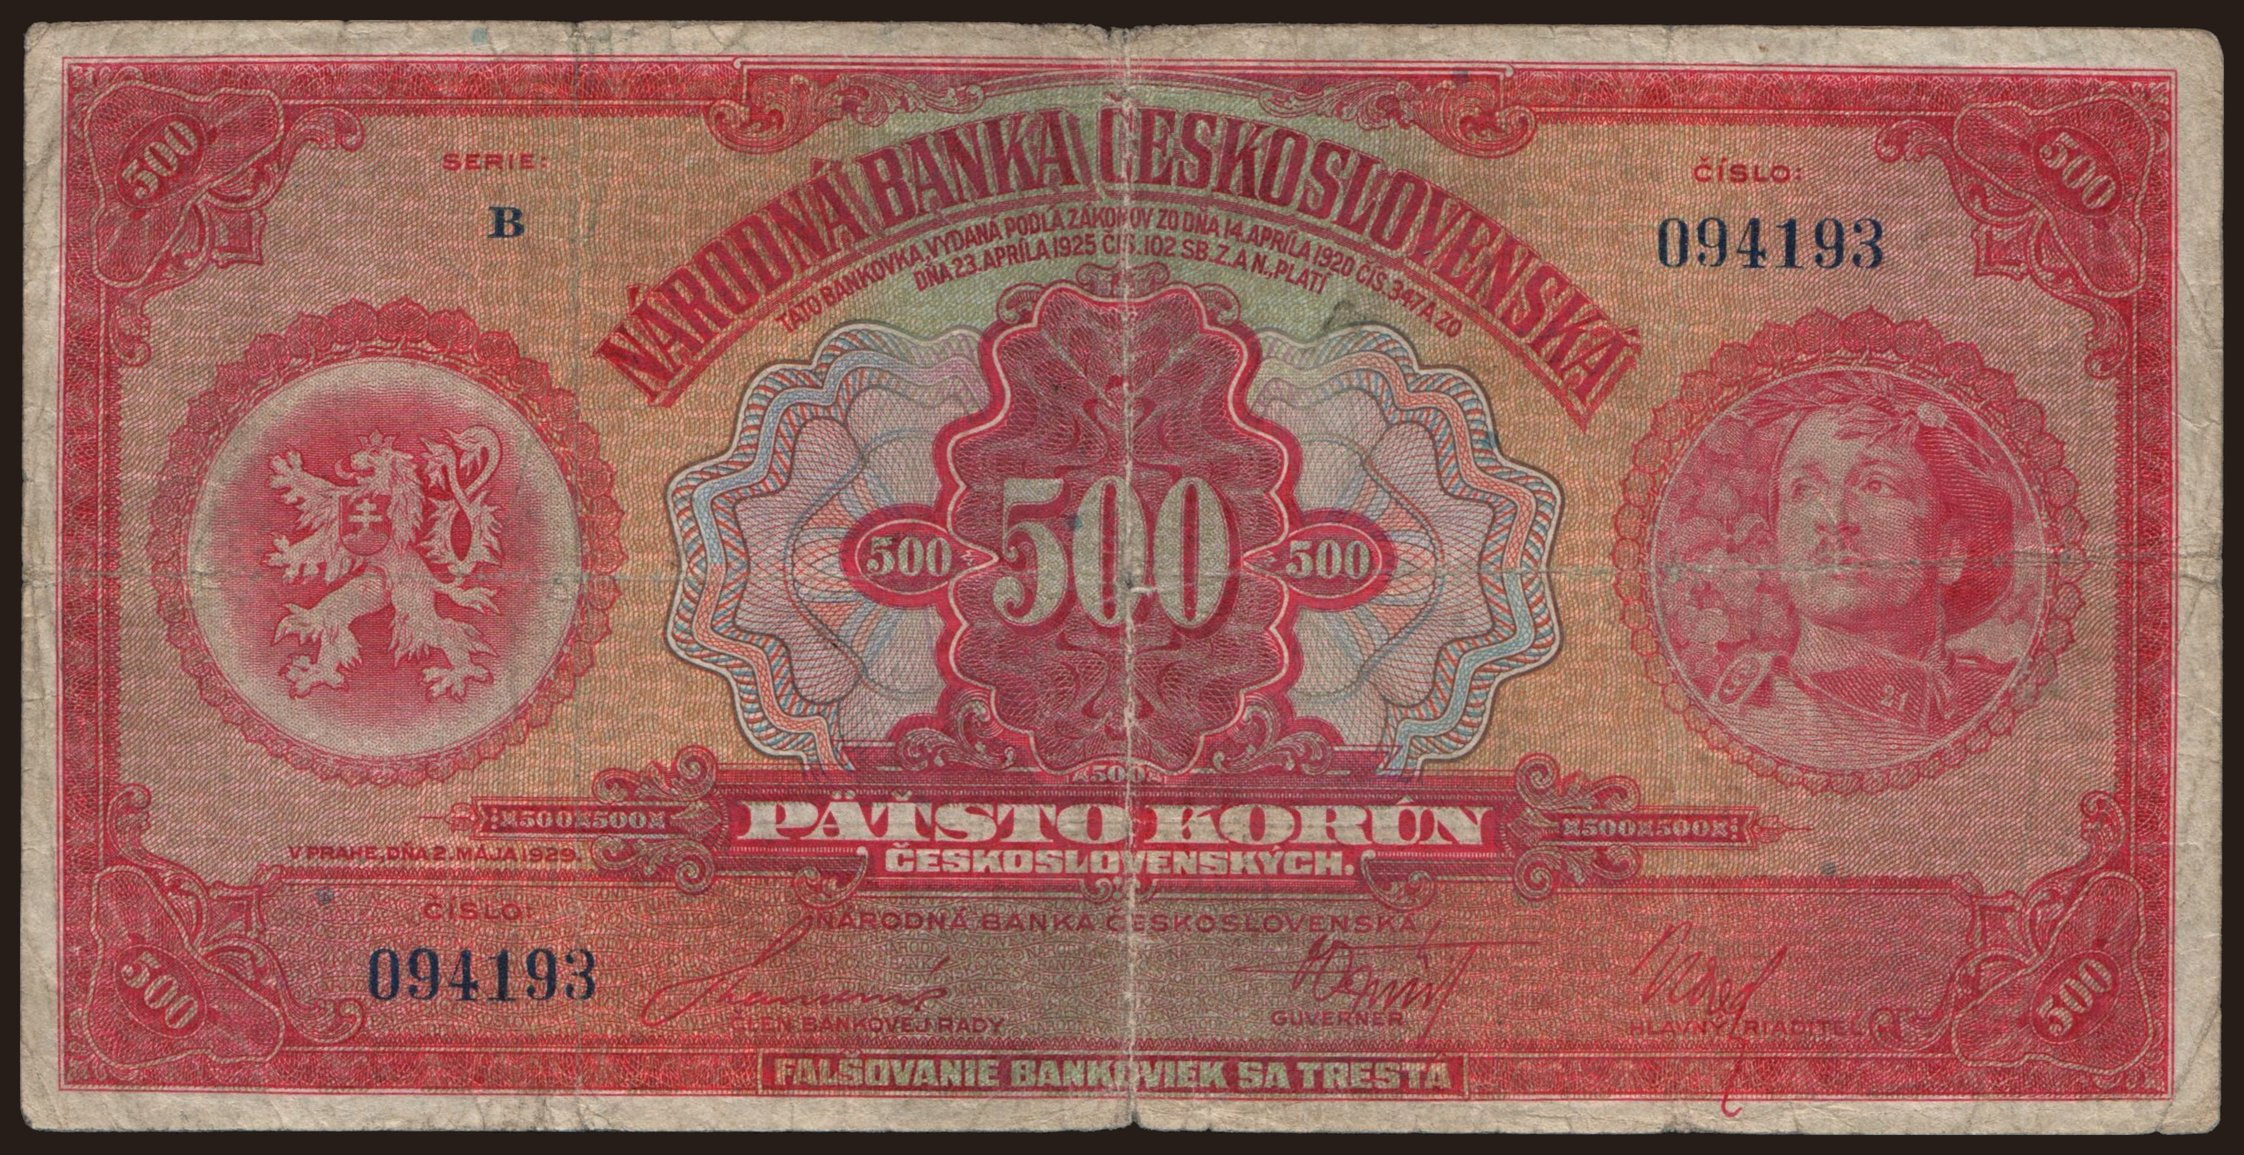 500
500
SERIE:
B
ČÍSLO:
094193
NÁRODNÁ BANKA ČESKOSLOVENSKÁ
TÁTO BANKOVKA, VYDANÁ PODĽA ZÁKONOV ZO DŇA 14. APRÍLA 1920 ČÍS. 347 A ZO
DŇA 23. APRÍLA 1925 ČÍS. 102 SB. Z. A N., PLATÍ
500
500
500
21
500
PÄŤSTO KORÚN
ČESKOSLOVENSKÝCH.
500 500
500 500
V PRAHE, DŇA 2. MÁJA 1929.
ČÍSLO:
094193
NÁRODNÁ BANKA ČESKOSLOVENSKÁ
ČLEN BANKOVEJ RADY
GUVERNER
HLAVNÝ RIADITEĽ
500
500
FALŠOVANIE BANKOVIEK SA TRESTÁ